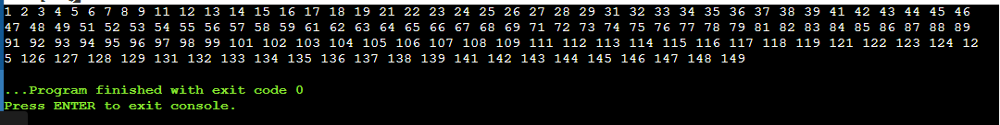 1 2 3 4 5 6 7 8 9 11 12 13 14 15 16 17 18 19 21 22 23 24 25 26 27 28 29 31 32 33 34 35 36 37 38 39 41 42 43 44 45 46
47 48 49 51 52 53 54 55 56 57 58 59 61 62 63 64 65 66 67 68 69 71 72 73 74 75 76 77 78 79 81 82 83 84 85 86 87 88 89
91 92 93 94 95 96 97 98 99 101 102 103 104 105 106 107 108 109 111 112 113 114 115 116 117 118 119 121 122 123 124 12
5 126 127 128 129 131 132 133 134 135 136 137 138 139 141 142 143 144 145 146 147 148 149
...Program finished with exit code 0
Press ENTER to exit console.